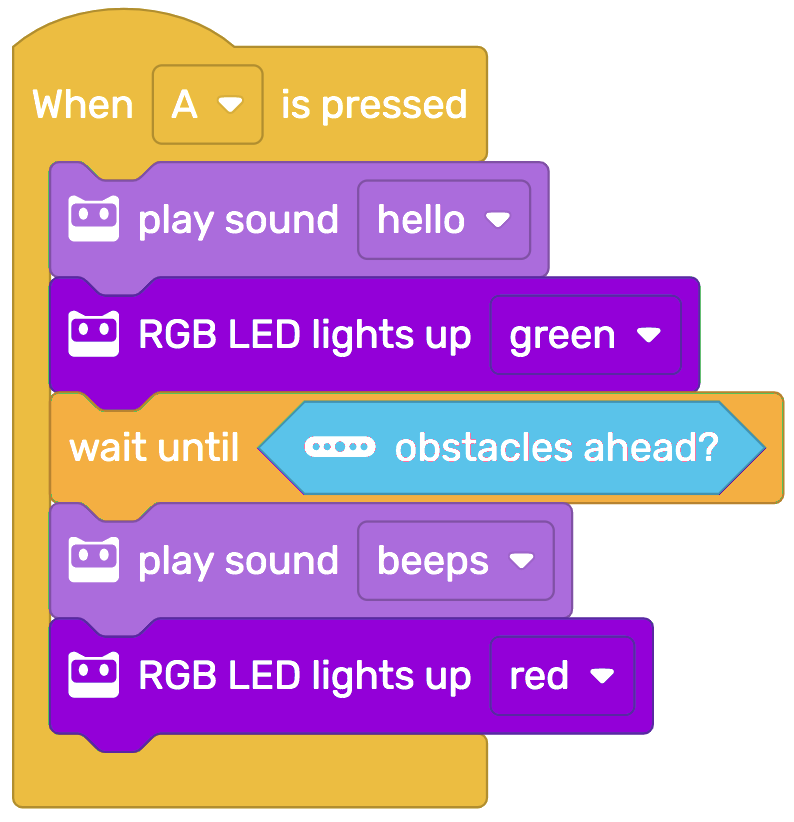 When A is pressed
play sound hello
RGB LED lights up green
wait until obstacles ahead?
play sound beeps
RGB LED lights up red